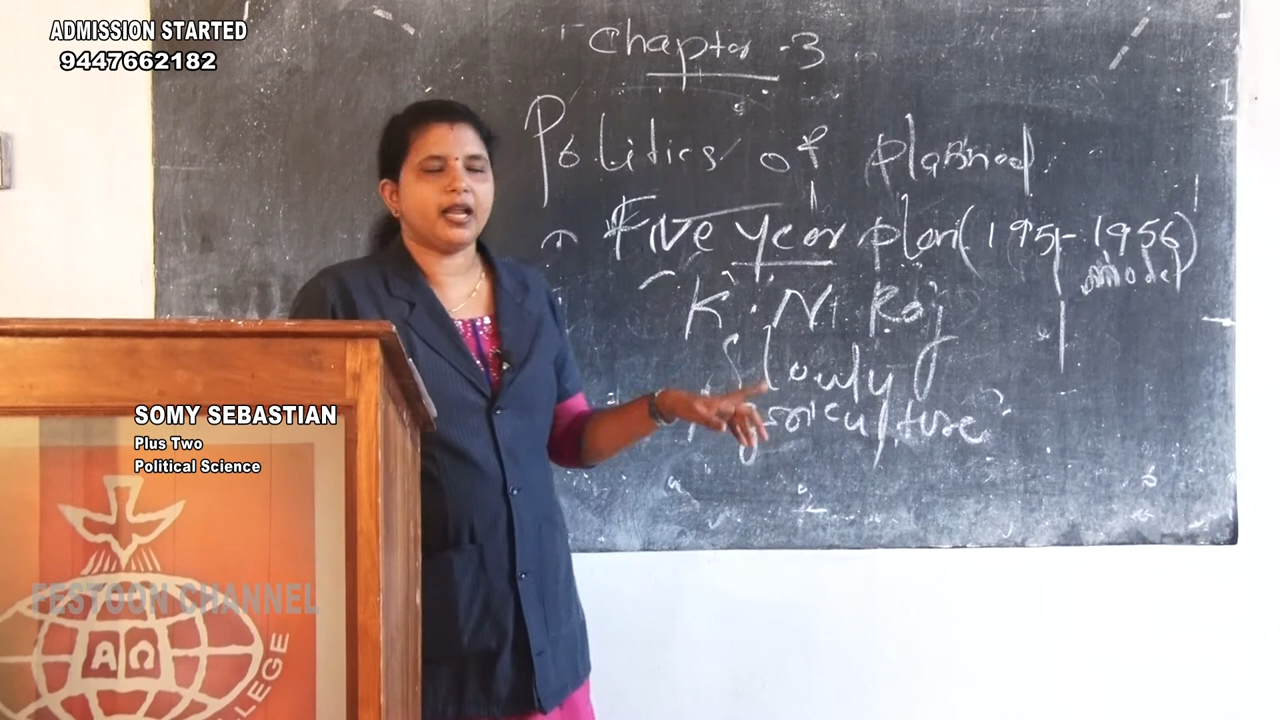 ADMISSION STARTED
9447662182
Chapter - 3
Politics of planned
Five year plan (1951-1956)
model
K. N. Raj
Slowly
Agriculture
SOMY SEBASTIAN
Plus Two
Political Science
FESTOON CHANNEL
ΑΩ
LLEGE